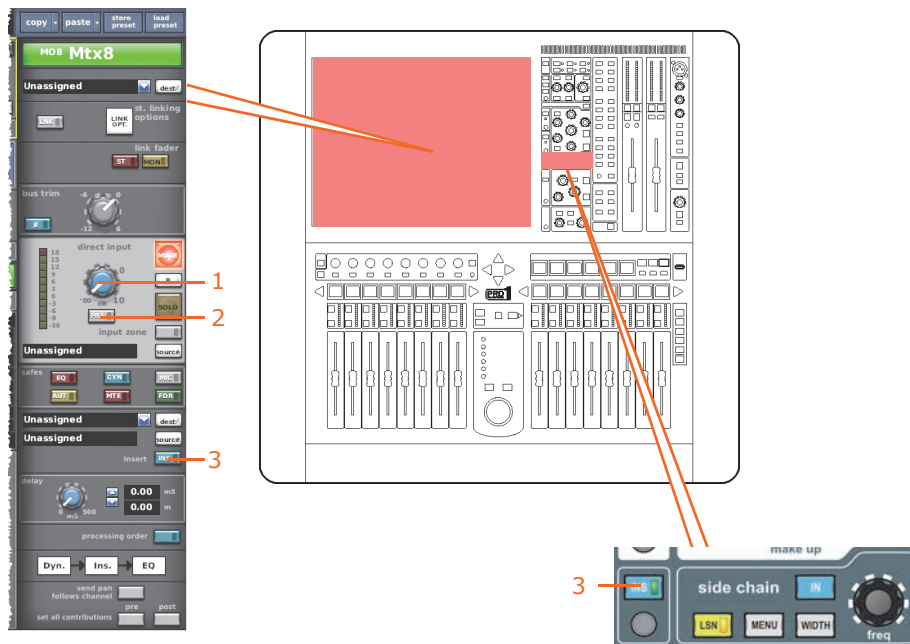 copy paste store preset load preset
MO8 Mtx8
Unassigned dest
LNK LINK OPT. st. linking options
link fader
ST MON
bus trim
-6 0
-12 6
ø
direct input
18
15
12
9
6
3
0
-3
-6
-9
-36
MUTE
0
-∞ dB 10
SOLO
input zone
Unassigned source
safes
EQ DYN MIC
AUT MTE FDR
Unassigned dest
Unassigned source
insert INS
delay
0 mS 500
0.00 mS
0.00 m
processing order
Dyn. Ins. EQ
send pan
follows channel
pre post
set all contributions
1
2
3
PRO1
3
make up
INS side chain IN
LSN MENU WIDTH
freq